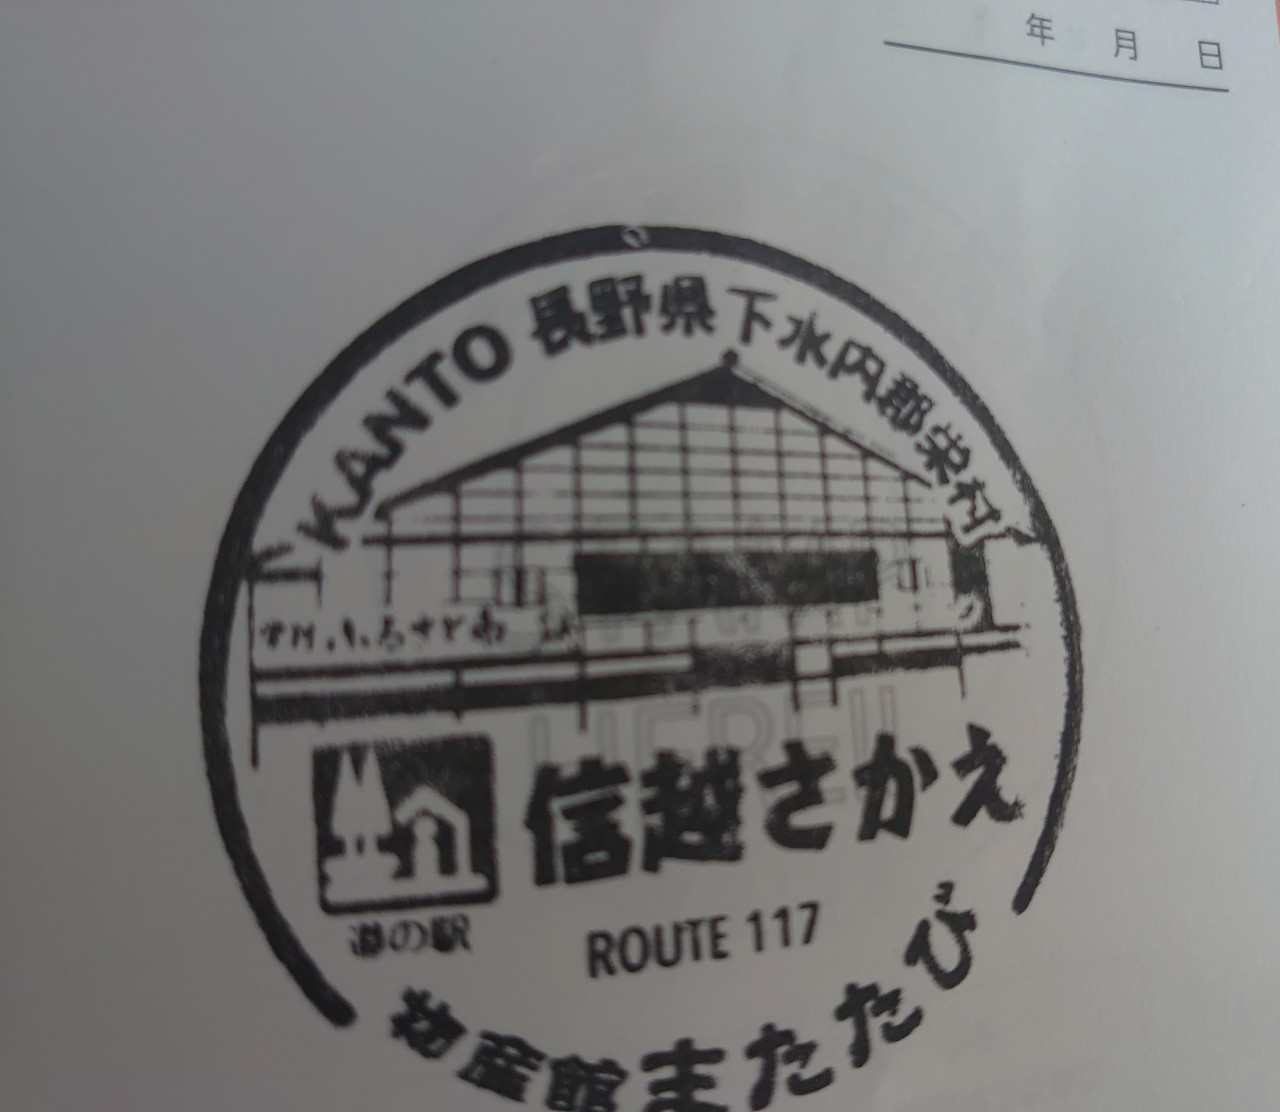 年 月 日
KANTO 長野県下水内郡栄村
信越さかえ
道の駅
ROUTE 117
物産館またたび